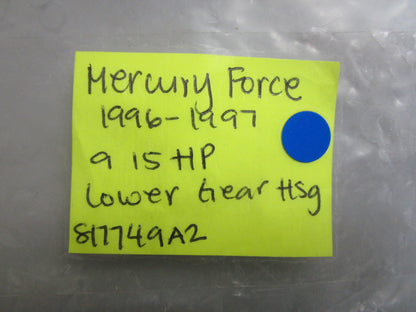 Mercury Force
1996-1997
9 15 HP
Lower Gear Hsg
817749A2